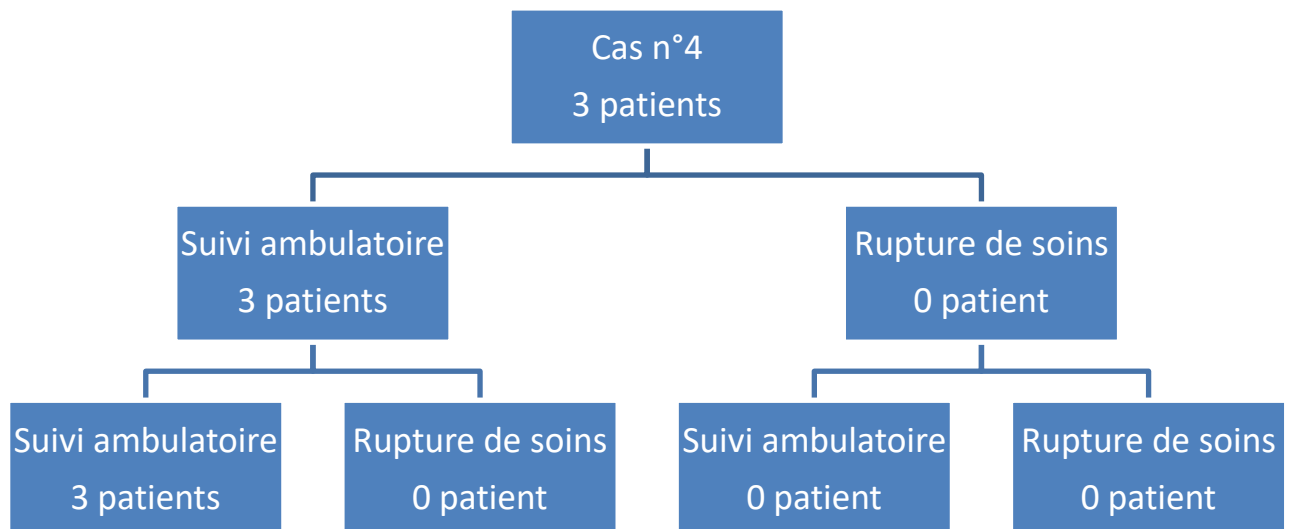 Cas n°4
3 patients
Suivi ambulatoire
3 patients
Rupture de soins
0 patient
Suivi ambulatoire
3 patients
Rupture de soins
0 patient
Suivi ambulatoire
0 patient
Rupture de soins
0 patient